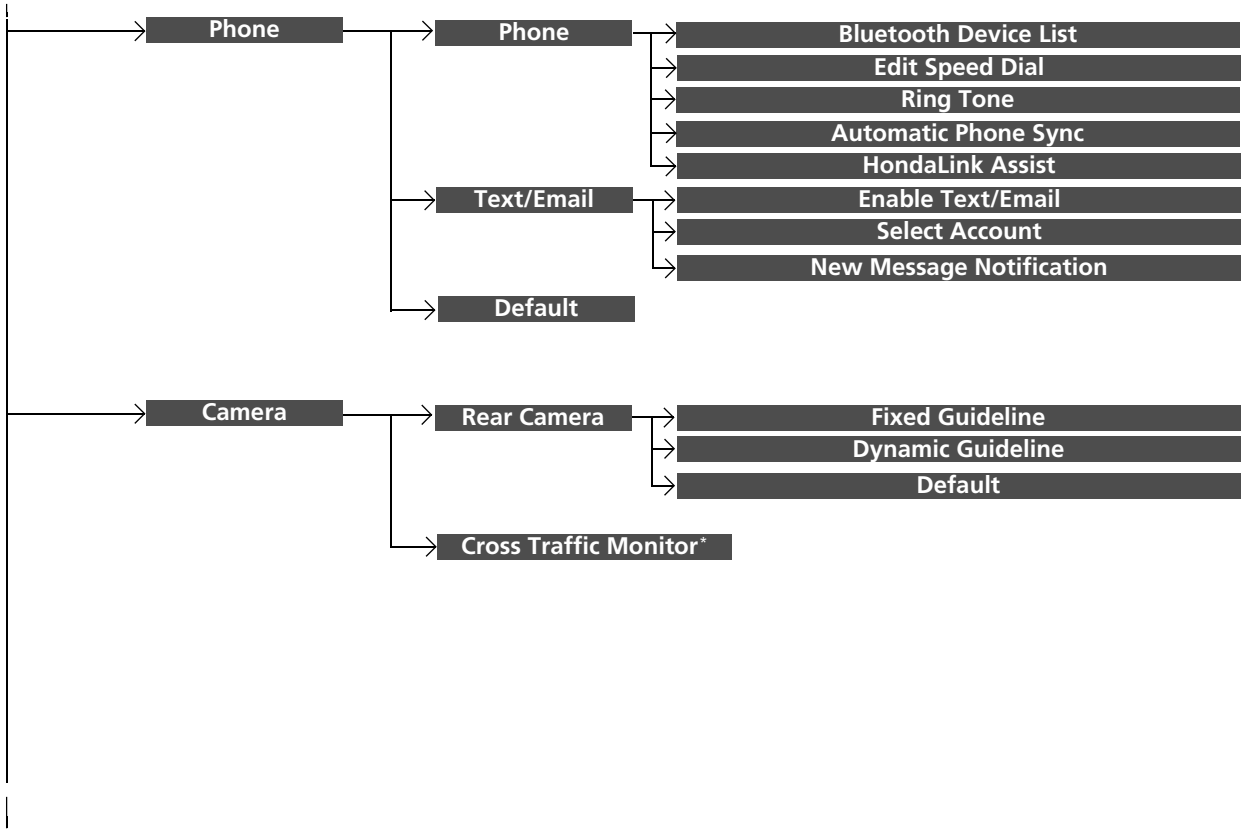 Phone
Phone
Bluetooth Device List
Edit Speed Dial
Ring Tone
Automatic Phone Sync
HondaLink Assist
Text/Email
Enable Text/Email
Select Account
New Message Notification
Default
Camera
Rear Camera
Fixed Guideline
Dynamic Guideline
Default
Cross Traffic Monitor*